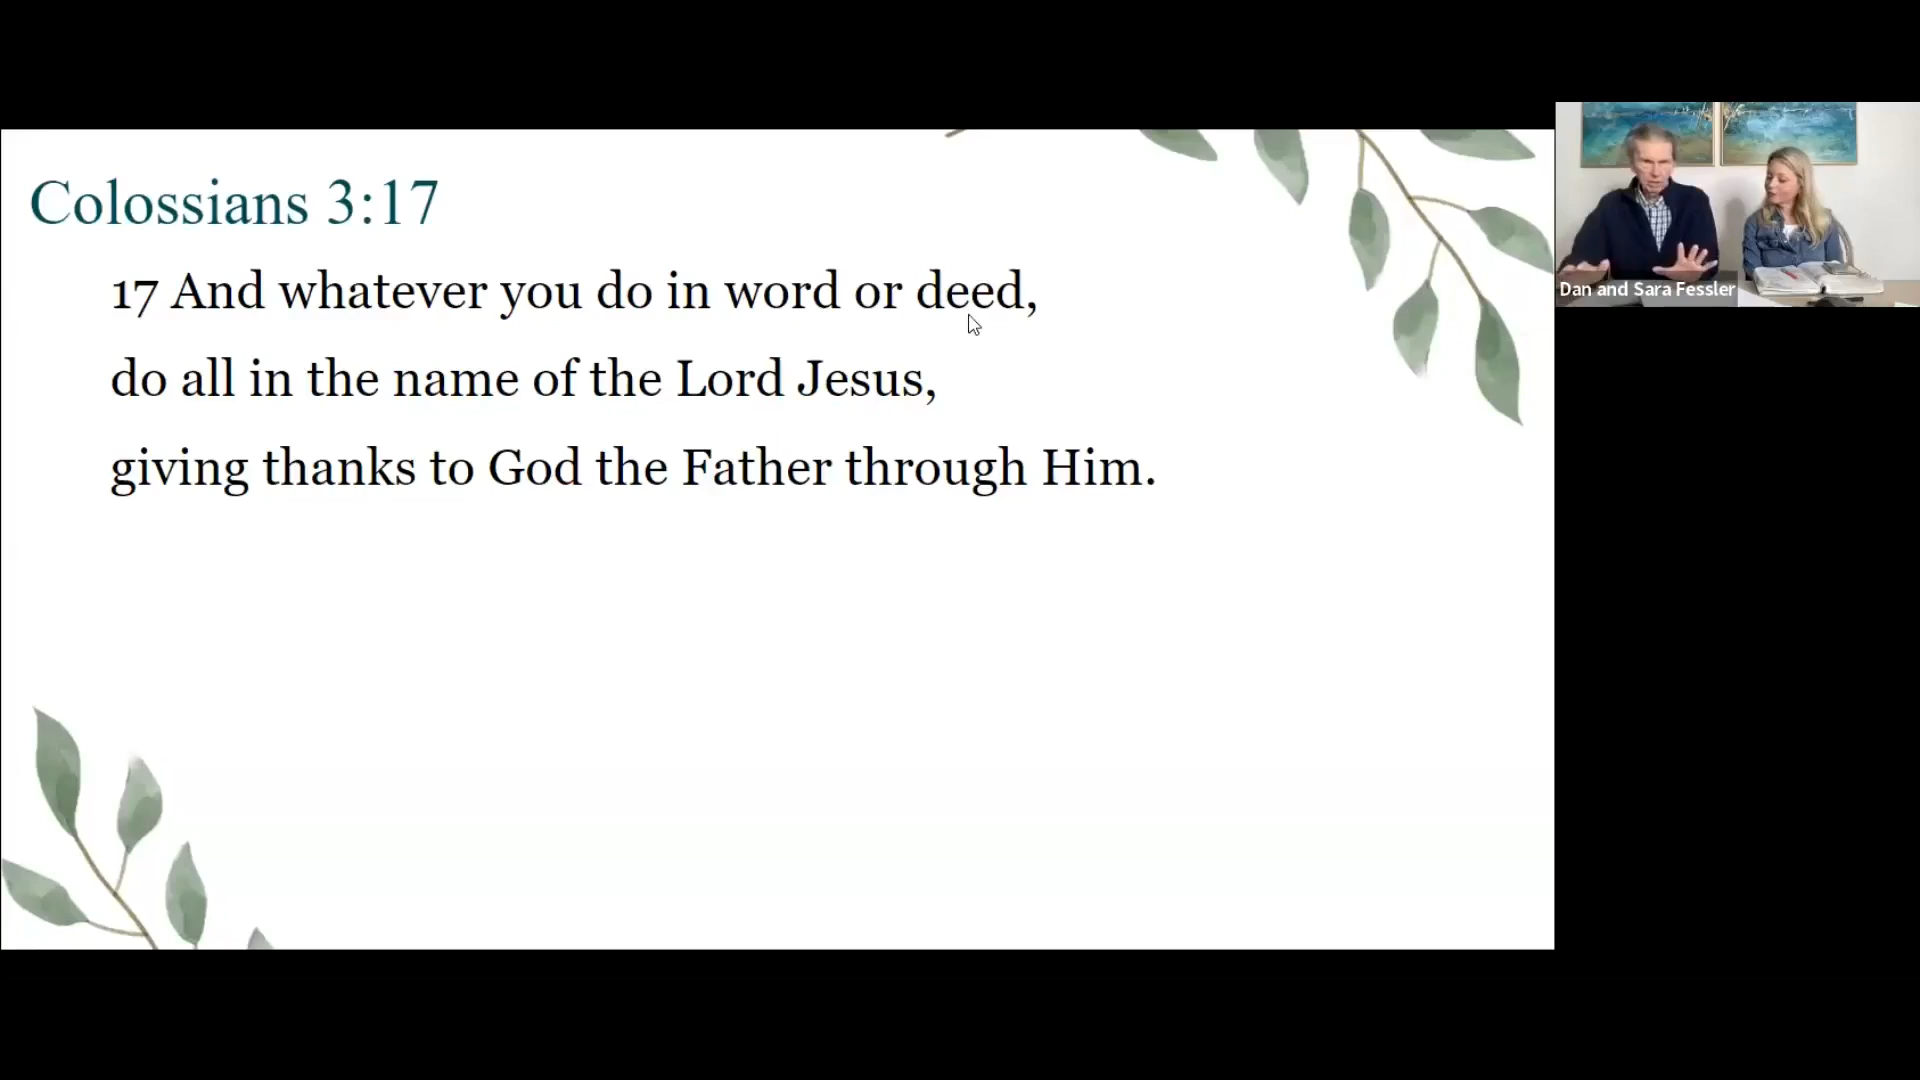 Colossians 3:17
17 And whatever you do in word or deed,
do all in the name of the Lord Jesus,
giving thanks to God the Father through Him.
Dan and Sara Fessler